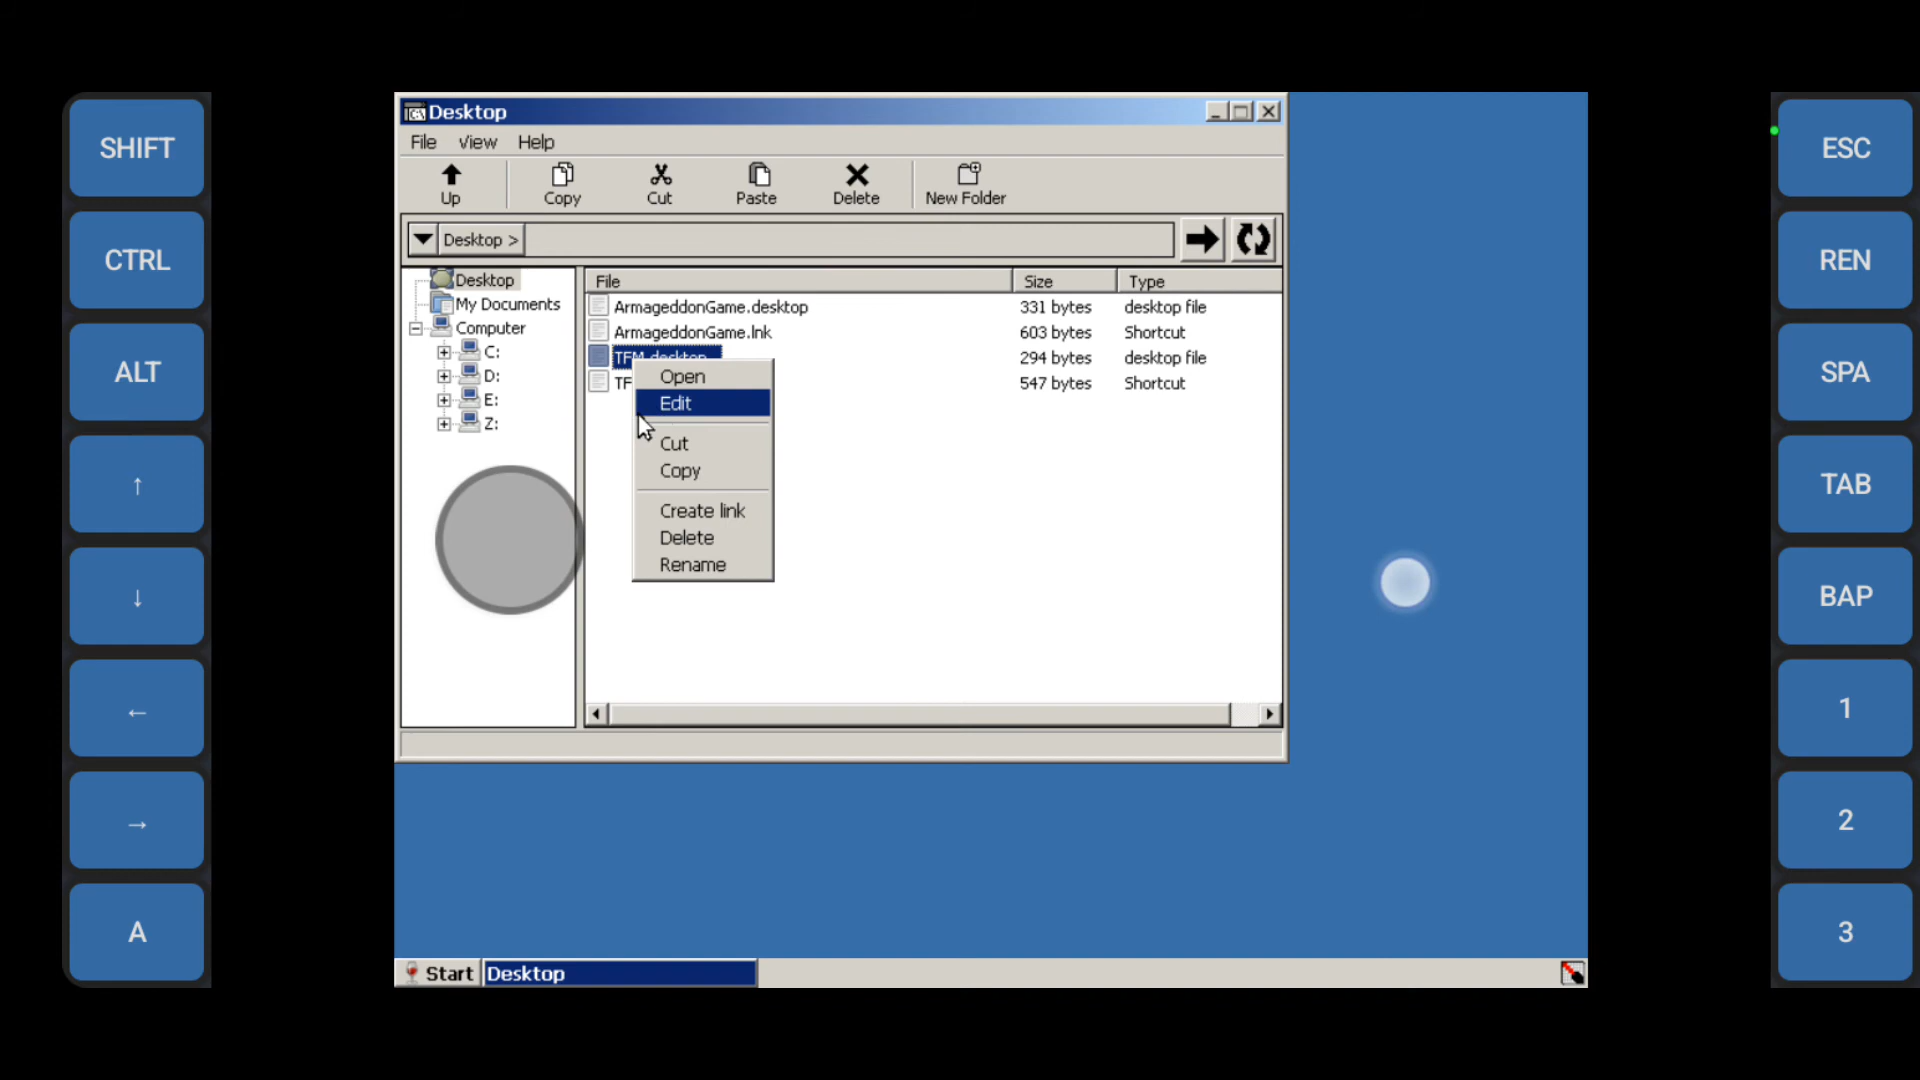 SHIFT
CTRL
ALT
↑
↓
←
→
A
Desktop
File View Help
Up Copy Cut Paste Delete New Folder
Desktop >
Desktop
My Documents
Computer
C:
D:
E:
Z:
File Size Type
ArmageddonGame.desktop 331 bytes desktop file
ArmageddonGame.lnk 603 bytes Shortcut
TFM.desktop 294 bytes desktop file
TF 547 bytes Shortcut
Open
Edit
Cut
Copy
Create link
Delete
Rename
Start Desktop
ESC
REN
SPA
TAB
BAP
1
2
3